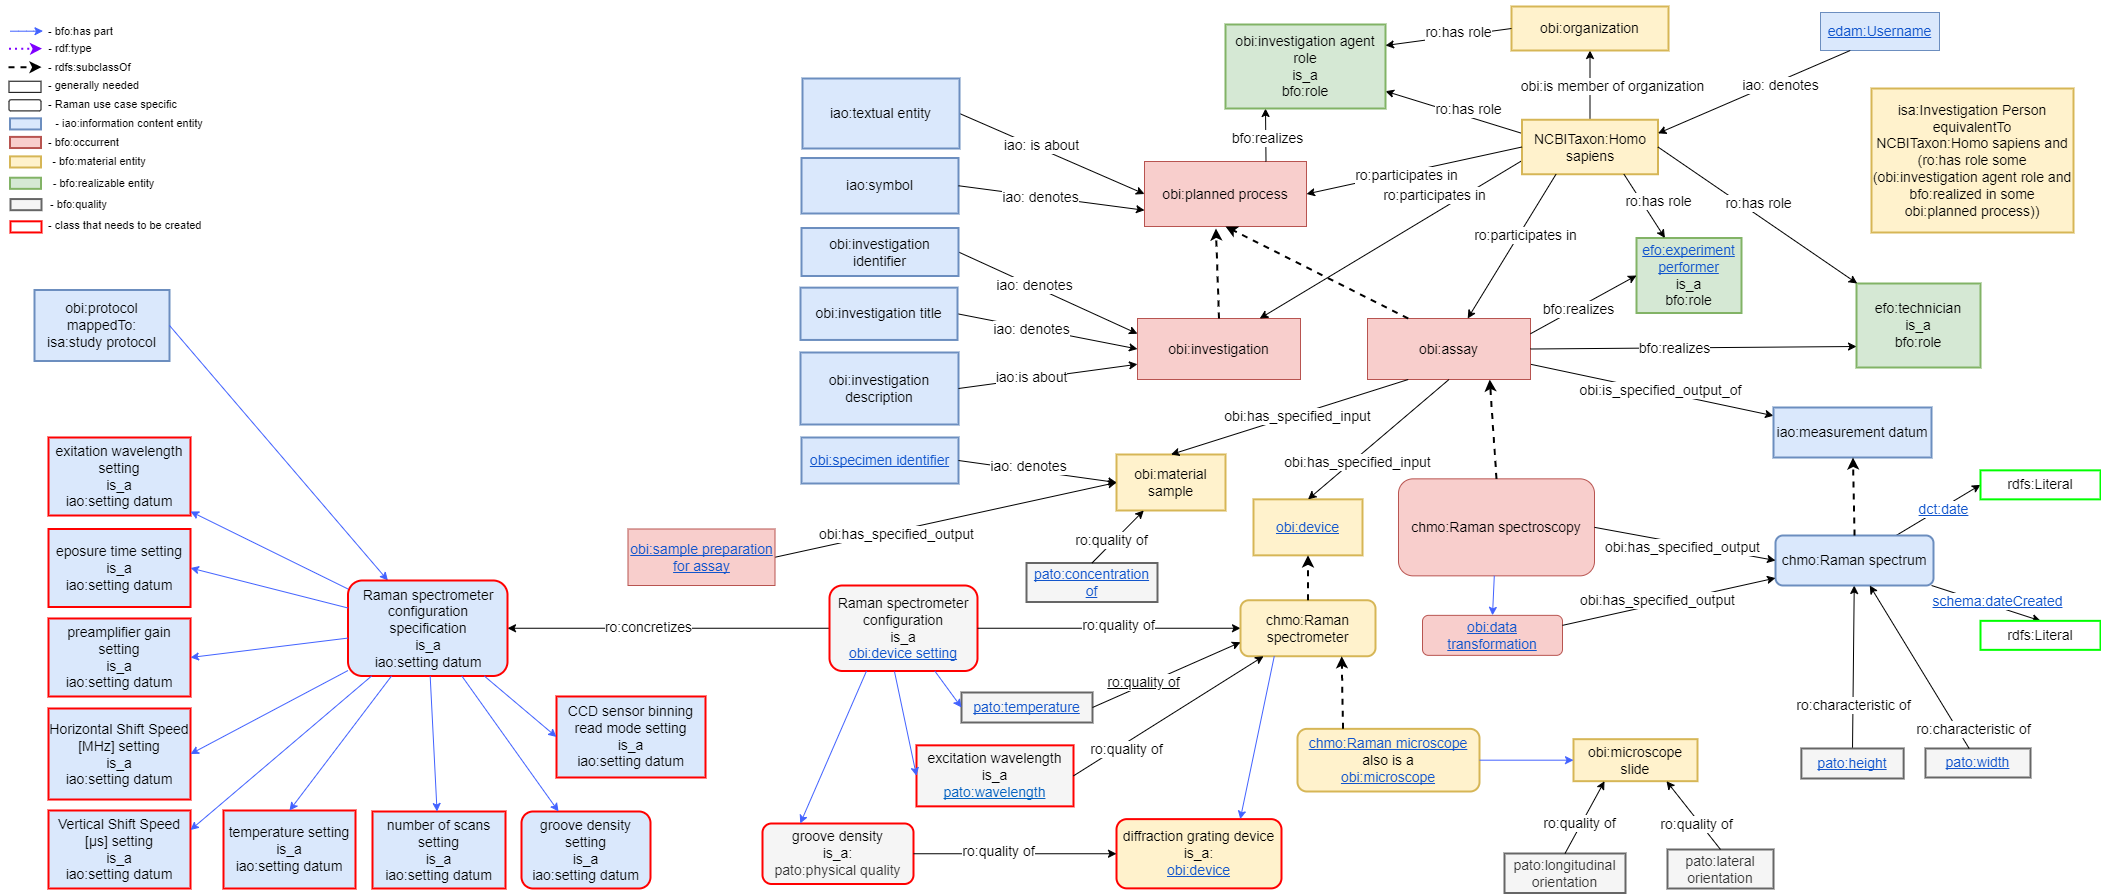 - bfo:has part
- rdf:type
- rdfs:subclassOf
- generally needed
- Raman use case specific
- iao:information content entity
- bfo:occurrent
- bfo:material entity
- bfo:realizable entity
- bfo:quality
- class that needs to be created
obi:organization
edam:Username
obi:investigation agent
role
is_a
bfo:role
ro:has role
obi:is member of organization
iao: denotes
isa:Investigation Person
equivalentTo
NCBITaxon:Homo sapiens and
(ro:has role some
(obi:investigation agent role and
bfo:realized in some
obi:planned process))
iao:textual entity
iao: is about
bfo:realizes
ro:has role
NCBITaxon:Homo
sapiens
iao:symbol
iao: denotes
obi:planned process
ro:participates in
ro:participates in
ro:has role
ro:has role
ro:participates in
obi:investigation
identifier
iao: denotes
efo:experiment
performer
is_a
bfo:role
obi:investigation title
iao: denotes
bfo:realizes
efo:technician
is_a
bfo:role
obi:protocol
mappedTo:
isa:study protocol
obi:investigation
obi:assay
bfo:realizes
obi:investigation
description
iao:is about
obi:is_specified_output_of
obi:has_specified_input
iao:measurement datum
obi:specimen identifier
iao: denotes
obi:material
sample
obi:has_specified_input
exitation wavelength
setting
is_a
iao:setting datum
rdfs:Literal
dct:date
chmo:Raman spectroscopy
obi:device
obi:has_specified_output
obi:has_specified_output
chmo:Raman spectrum
obi:sample preparation
for assay
ro:quality of
pato:concentration
of
eposure time setting
is_a
iao:setting datum
obi:has_specified_output
schema:dateCreated
rdfs:Literal
Raman spectrometer
configuration
specification
is_a
iao:setting datum
ro:concretizes
Raman spectrometer
configuration
is_a
obi:device setting
ro:quality of
chmo:Raman
spectrometer
obi:data
transformation
preamplifier gain
setting
is_a
iao:setting datum
ro:quality of
pato:temperature
ro:characteristic of
ro:characteristic of
Horizontal Shift Speed
[MHz] setting
is_a
iao:setting datum
CCD sensor binning
read mode setting
is_a
iao:setting datum
ro:quality of
excitation wavelength
is_a
pato:wavelength
chmo:Raman microscope
also is a
obi:microscope
obi:microscope
slide
pato:height
pato:width
Vertical Shift Speed
[µs] setting
is_a
iao:setting datum
temperature setting
is_a
iao:setting datum
number of scans
setting
is_a
iao:setting datum
groove density
setting
is_a
iao:setting datum
groove density
is_a:
pato:physical quality
ro:quality of
diffraction grating device
is_a:
obi:device
ro:quality of
ro:quality of
pato:longitudinal
orientation
pato:lateral
orientation